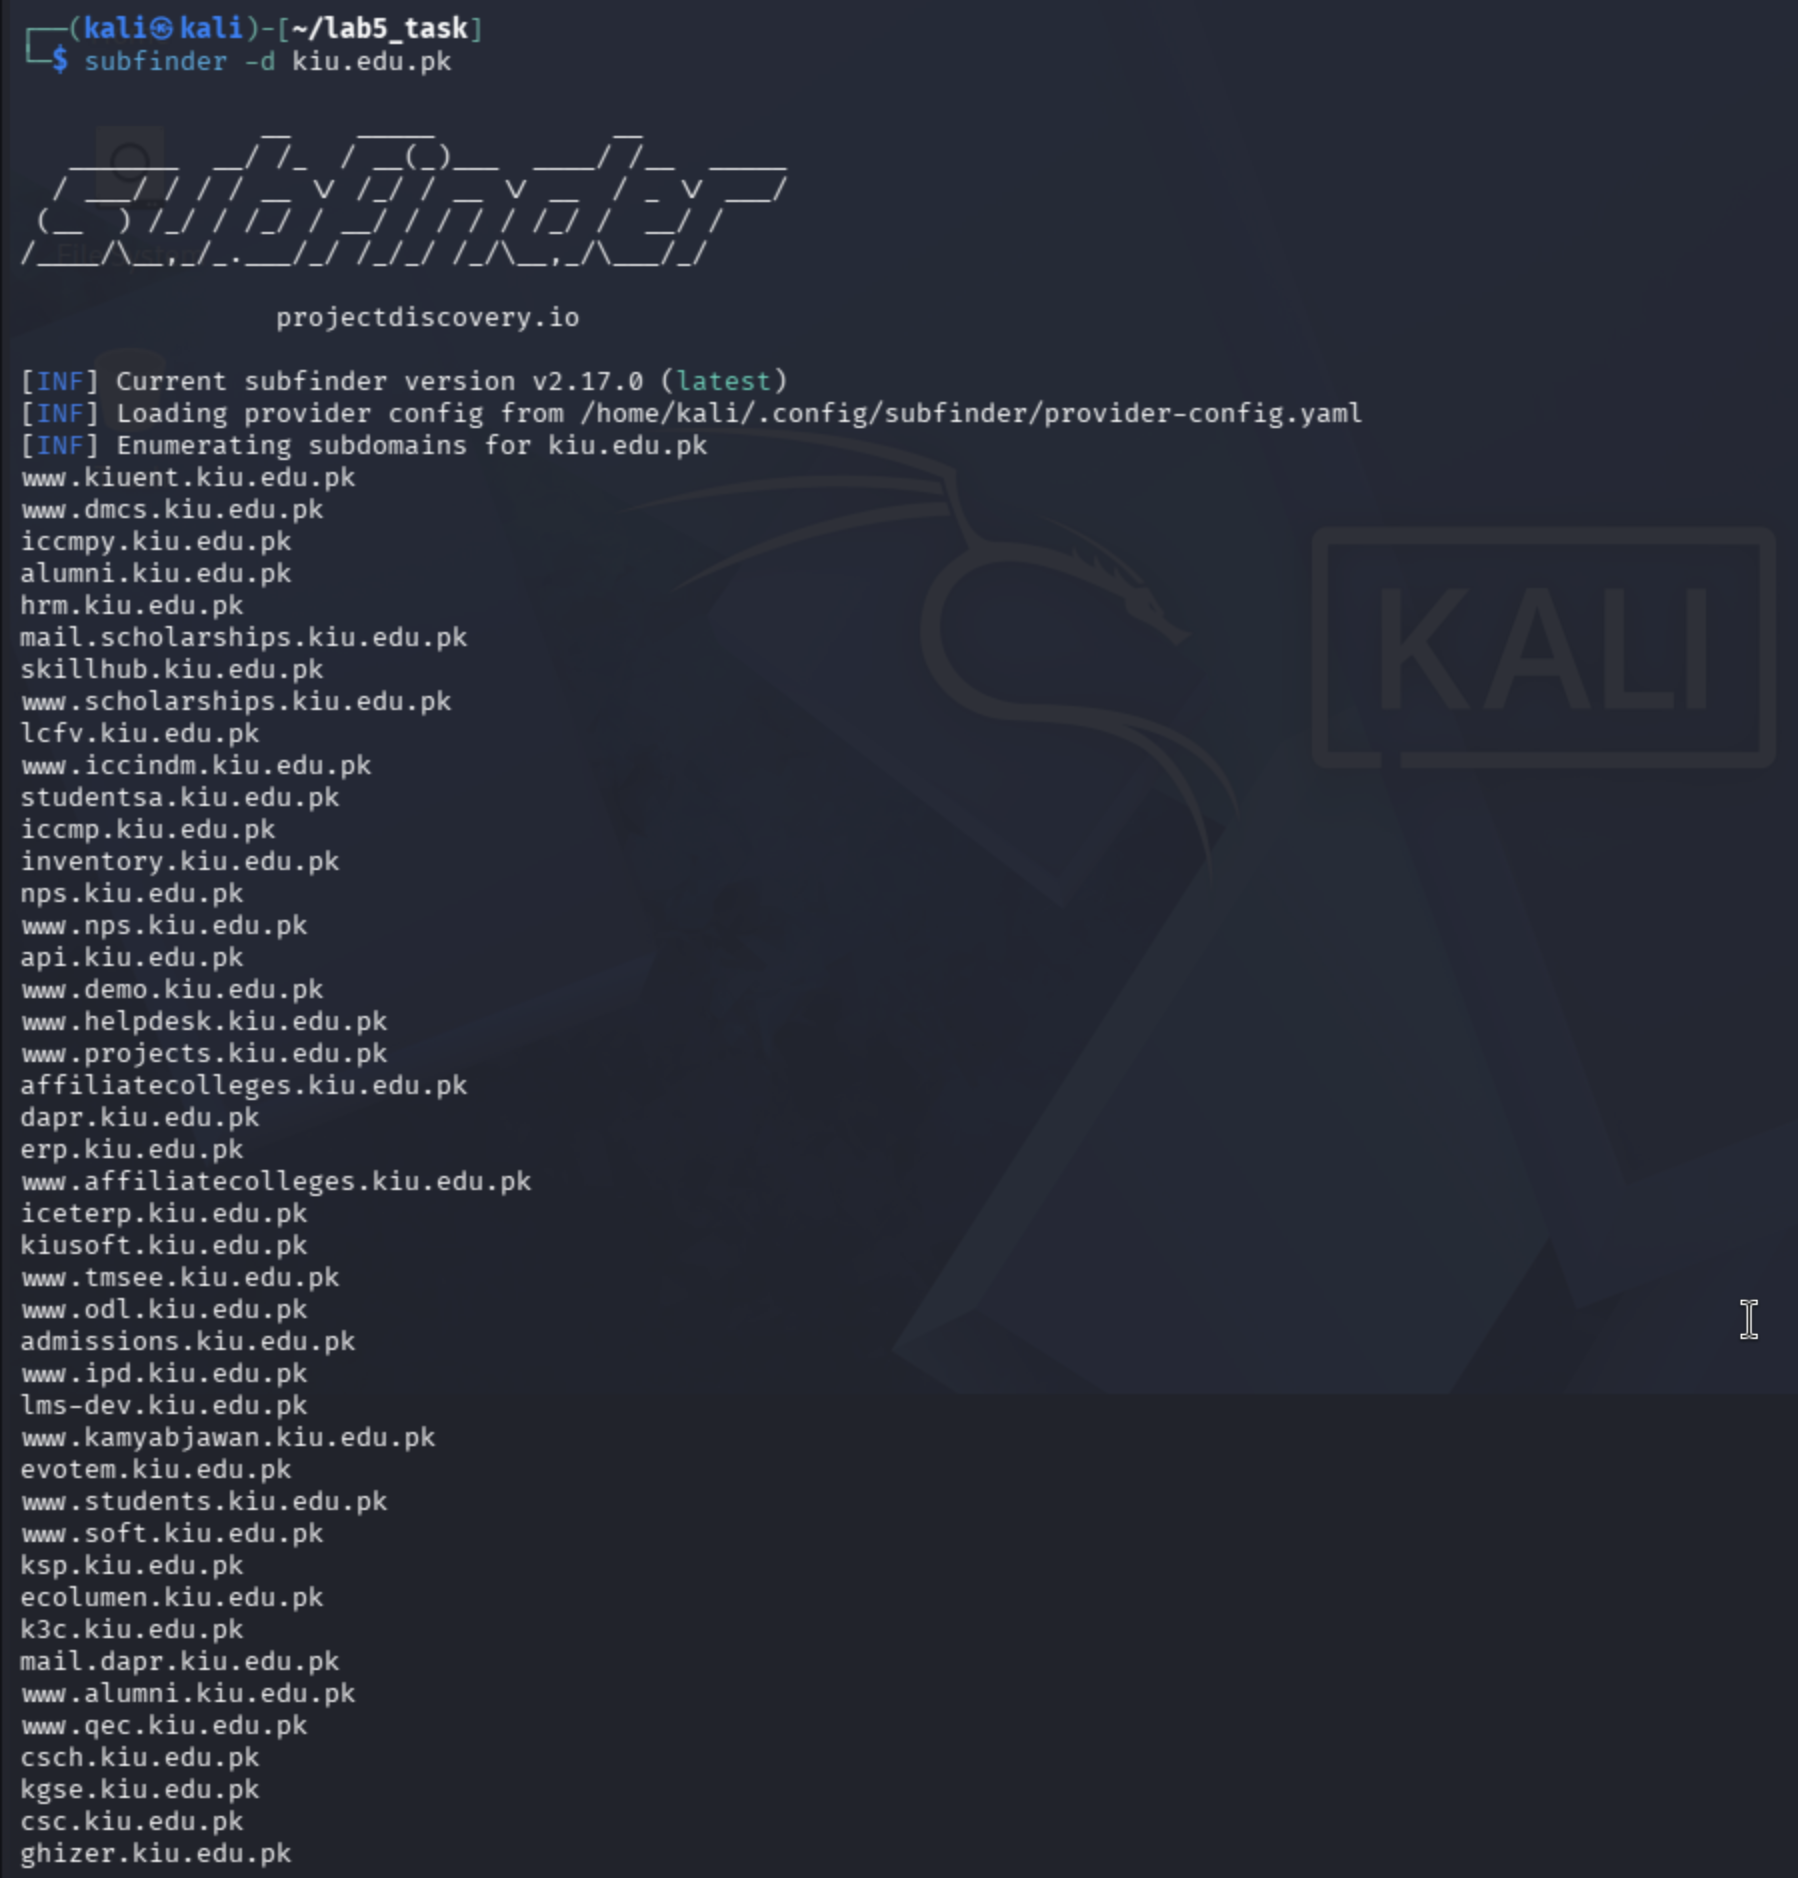 ┌──(kali㉿kali)-[~/lab5_task]
└─$ subfinder -d kiu.edu.pk
projectdiscovery.io
[INF] Current subfinder version v2.17.0 (latest)
[INF] Loading provider config from /home/kali/.config/subfinder/provider-config.yaml
[INF] Enumerating subdomains for kiu.edu.pk
www.kiuent.kiu.edu.pk
www.dmcs.kiu.edu.pk
iccmpy.kiu.edu.pk
alumni.kiu.edu.pk
hrm.kiu.edu.pk
mail.scholarships.kiu.edu.pk
skillhub.kiu.edu.pk
www.scholarships.kiu.edu.pk
lcfv.kiu.edu.pk
www.iccindm.kiu.edu.pk
studentsa.kiu.edu.pk
iccmp.kiu.edu.pk
inventory.kiu.edu.pk
nps.kiu.edu.pk
www.nps.kiu.edu.pk
api.kiu.edu.pk
www.demo.kiu.edu.pk
www.helpdesk.kiu.edu.pk
www.projects.kiu.edu.pk
affiliatecolleges.kiu.edu.pk
dapr.kiu.edu.pk
erp.kiu.edu.pk
www.affiliatecolleges.kiu.edu.pk
iceterp.kiu.edu.pk
kiusoft.kiu.edu.pk
www.tmsee.kiu.edu.pk
www.odl.kiu.edu.pk
admissions.kiu.edu.pk
www.ipd.kiu.edu.pk
lms-dev.kiu.edu.pk
www.kamyabjawan.kiu.edu.pk
evotem.kiu.edu.pk
www.students.kiu.edu.pk
www.soft.kiu.edu.pk
ksp.kiu.edu.pk
ecolumen.kiu.edu.pk
k3c.kiu.edu.pk
mail.dapr.kiu.edu.pk
www.alumni.kiu.edu.pk
www.qec.kiu.edu.pk
csch.kiu.edu.pk
kgse.kiu.edu.pk
csc.kiu.edu.pk
ghizer.kiu.edu.pk
File System
KALI